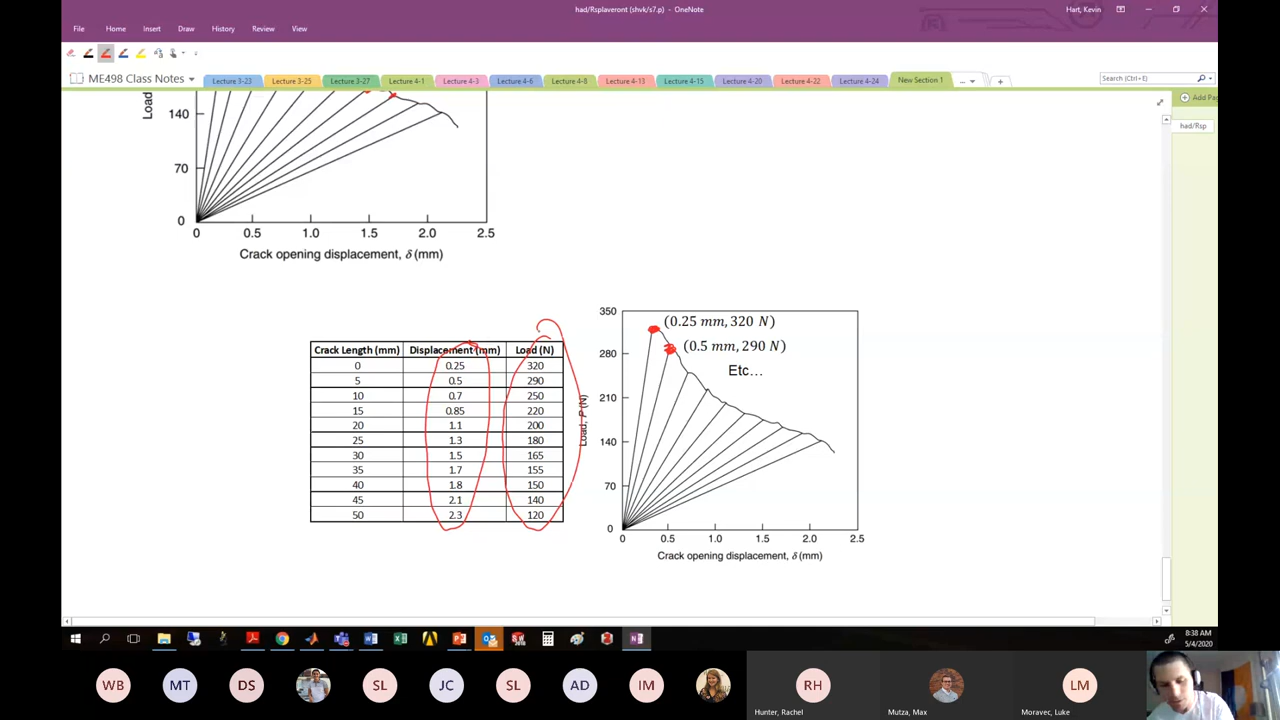 had/Rsplaveront (shvk/s7.p) - OneNote
Hart, Kevin
File Home Insert Draw History Review View
ME498 Class Notes
Lecture 3-23 Lecture 3-25 Lecture 3-27 Lecture 4-1 Lecture 4-3 Lecture 4-6 Lecture 4-8 Lecture 4-13 Lecture 4-15 Lecture 4-20 Lecture 4-22 Lecture 4-24 New Section 1 ...
Search (Ctrl+E)
Add Pag
had/Rsp
Load
140
70
0
0 0.5 1.0 1.5 2.0 2.5
Crack opening displacement, δ (mm)
Crack Length (mm) Displacement (mm) Load (N)
0 0.25 320
5 0.5 290
10 0.7 250
15 0.85 220
20 1.1 200
25 1.3 180
30 1.5 165
35 1.7 155
40 1.8 150
45 2.1 140
50 2.3 120
350
280
210
140
70
0
Load, P (N)
(0.25 mm, 320 N)
(0.5 mm, 290 N)
Etc...
0 0.5 1.0 1.5 2.0 2.5
Crack opening displacement, δ (mm)
8:38 AM
5/4/2020
WB MT DS SL JC SL AD IM RH LM
Hunter, Rachel
Mutza, Max
Moravec, Luke